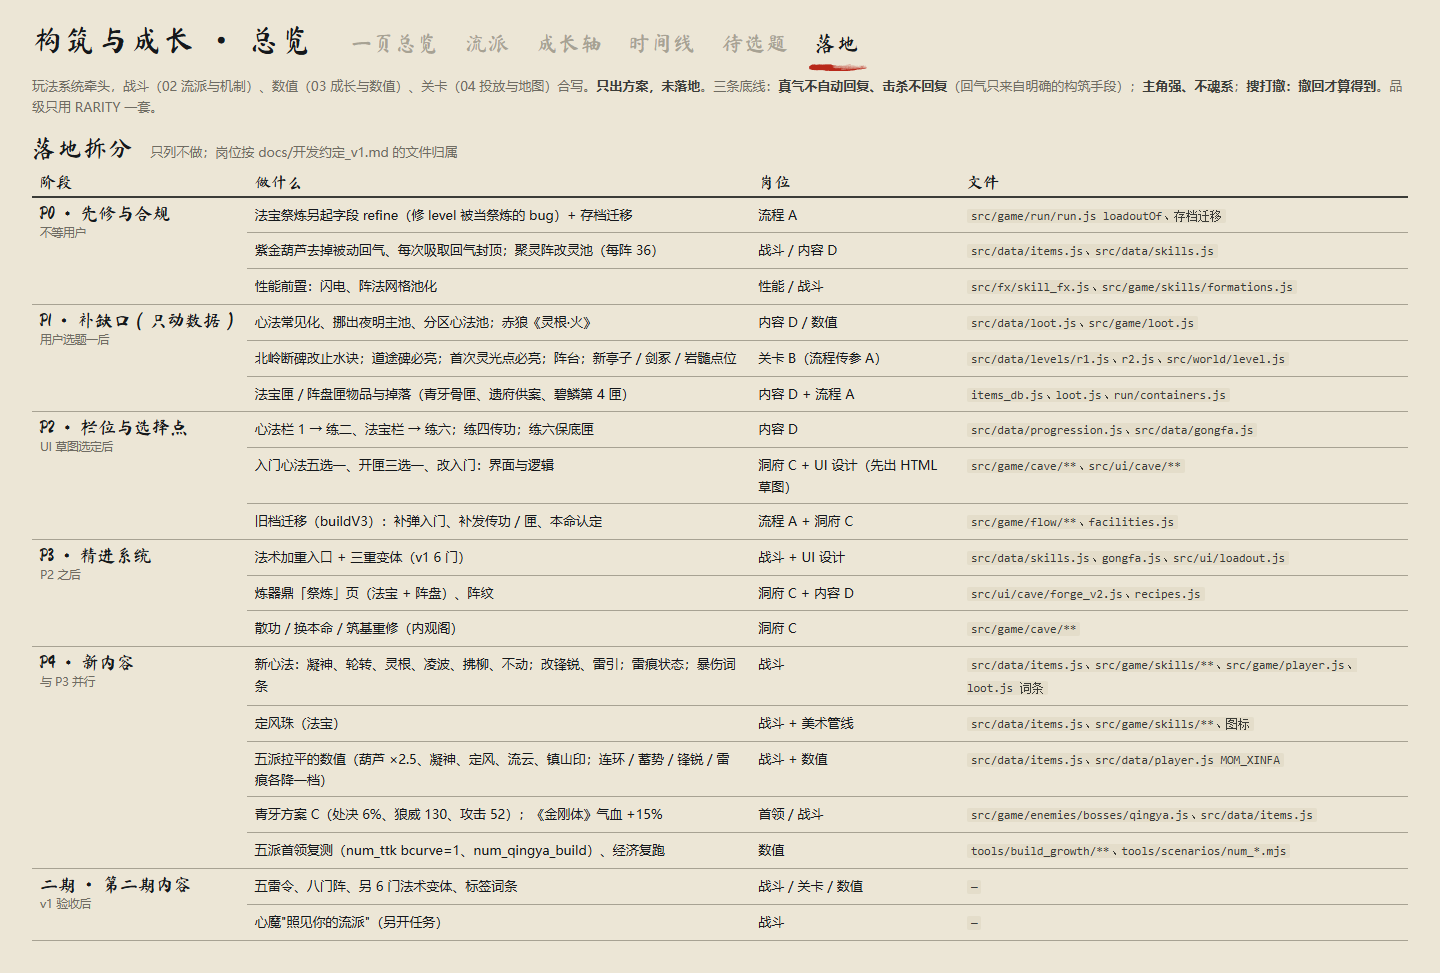 构筑与成长 · 总览 一页总览 流派 成长轴 时间线 待选题 落地
玩法系统牵头，战斗（02 流派与机制）、数值（03 成长与数值）、关卡（04 投放与地图）合写。只出方案，未落地。三条底线：真气不自动回复、击杀不回复（回气只来自明确的构筑手段）；主角强、不魂系；搜打撤：撤回才算得到。品
级只用 RARITY 一套。
落地拆分 只列不做；岗位按 docs/开发约定_v1.md 的文件归属
阶段 做什么 岗位 文件
P0 · 先修与合规
不等用户
法宝祭炼另起字段 refine（修 level 被当祭炼的 bug）+ 存档迁移 流程 A src/game/run/run.js loadoutOf、存档迁移
紫金葫芦去掉被动回气、每次吸取回气封顶；聚灵阵改灵池（每阵 36） 战斗 / 内容 D src/data/items.js、src/data/skills.js
性能前置：闪电、阵法网格池化 性能 / 战斗 src/fx/skill_fx.js、src/game/skills/formations.js
P1 · 补缺口（只动数据）
用户选题一后
心法常见化、挪出夜明主池、分区心法池；赤狼《灵根·火》 内容 D / 数值 src/data/loot.js、src/game/loot.js
北岭断碑改止水诀；道途碑必亮；首次灵光点必亮；阵台；新亭子 / 剑冢 / 岩髓点位 关卡 B（流程传参 A） src/data/levels/r1.js、r2.js、src/world/level.js
法宝匣 / 阵盘匣物品与掉落（青牙骨匣、遗府供案、碧鳞第 4 匣） 内容 D + 流程 A items_db.js、loot.js、run/containers.js
P2 · 栏位与选择点
UI 草图选定后
心法栏 1 → 练二、法宝栏 → 练六；练四传功；练六保底匣 内容 D src/data/progression.js、src/data/gongfa.js
入门心法五选一、开匣三选一、改入门：界面与逻辑 洞府 C + UI 设计（先出 HTML
草图） src/game/cave/**、src/ui/cave/**
旧档迁移（buildV3）：补弹入门、补发传功 / 匣、本命认定 流程 A + 洞府 C src/game/flow/**、facilities.js
P3 · 精进系统
P2 之后
法术加重入口 + 三重变体（v1 6 门） 战斗 + UI 设计 src/data/skills.js、gongfa.js、src/ui/loadout.js
炼器鼎「祭炼」页（法宝 + 阵盘）、阵纹 洞府 C + 内容 D src/ui/cave/forge_v2.js、recipes.js
散功 / 换本命 / 筑基重修（内观阁） 洞府 C src/game/cave/**
P4 · 新内容
与 P3 并行
新心法：凝神、轮转、灵根、凌波、拂柳、不动；改锋锐、雷引；雷痕状态；暴伤词
条 战斗 src/data/items.js、src/game/skills/**、src/game/player.js、
loot.js 词条
定风珠（法宝） 战斗 + 美术管线 src/data/items.js、src/game/skills/**、图标
五派拉平的数值（葫芦 ×2.5、凝神、定风、流云、镇山印；连环 / 蓄势 / 锋锐 / 雷
痕各降一档） 战斗 + 数值 src/data/items.js、src/data/player.js MOM_XINFA
青牙方案 C（处决 6%、狼威 130、攻击 52）；《金刚体》气血 +15% 首领 / 战斗 src/game/enemies/bosses/qingya.js、src/data/items.js
五派首领复测（num_ttk bcurve=1、num_qingya_build）、经济复跑 数值 tools/build_growth/**、tools/scenarios/num_*.mjs
二期 · 第二期内容
v1 验收后
五雷令、八门阵、另 6 门法术变体、标签词条 战斗 / 关卡 / 数值 —
心魔"照见你的流派"（另开任务） 战斗 —